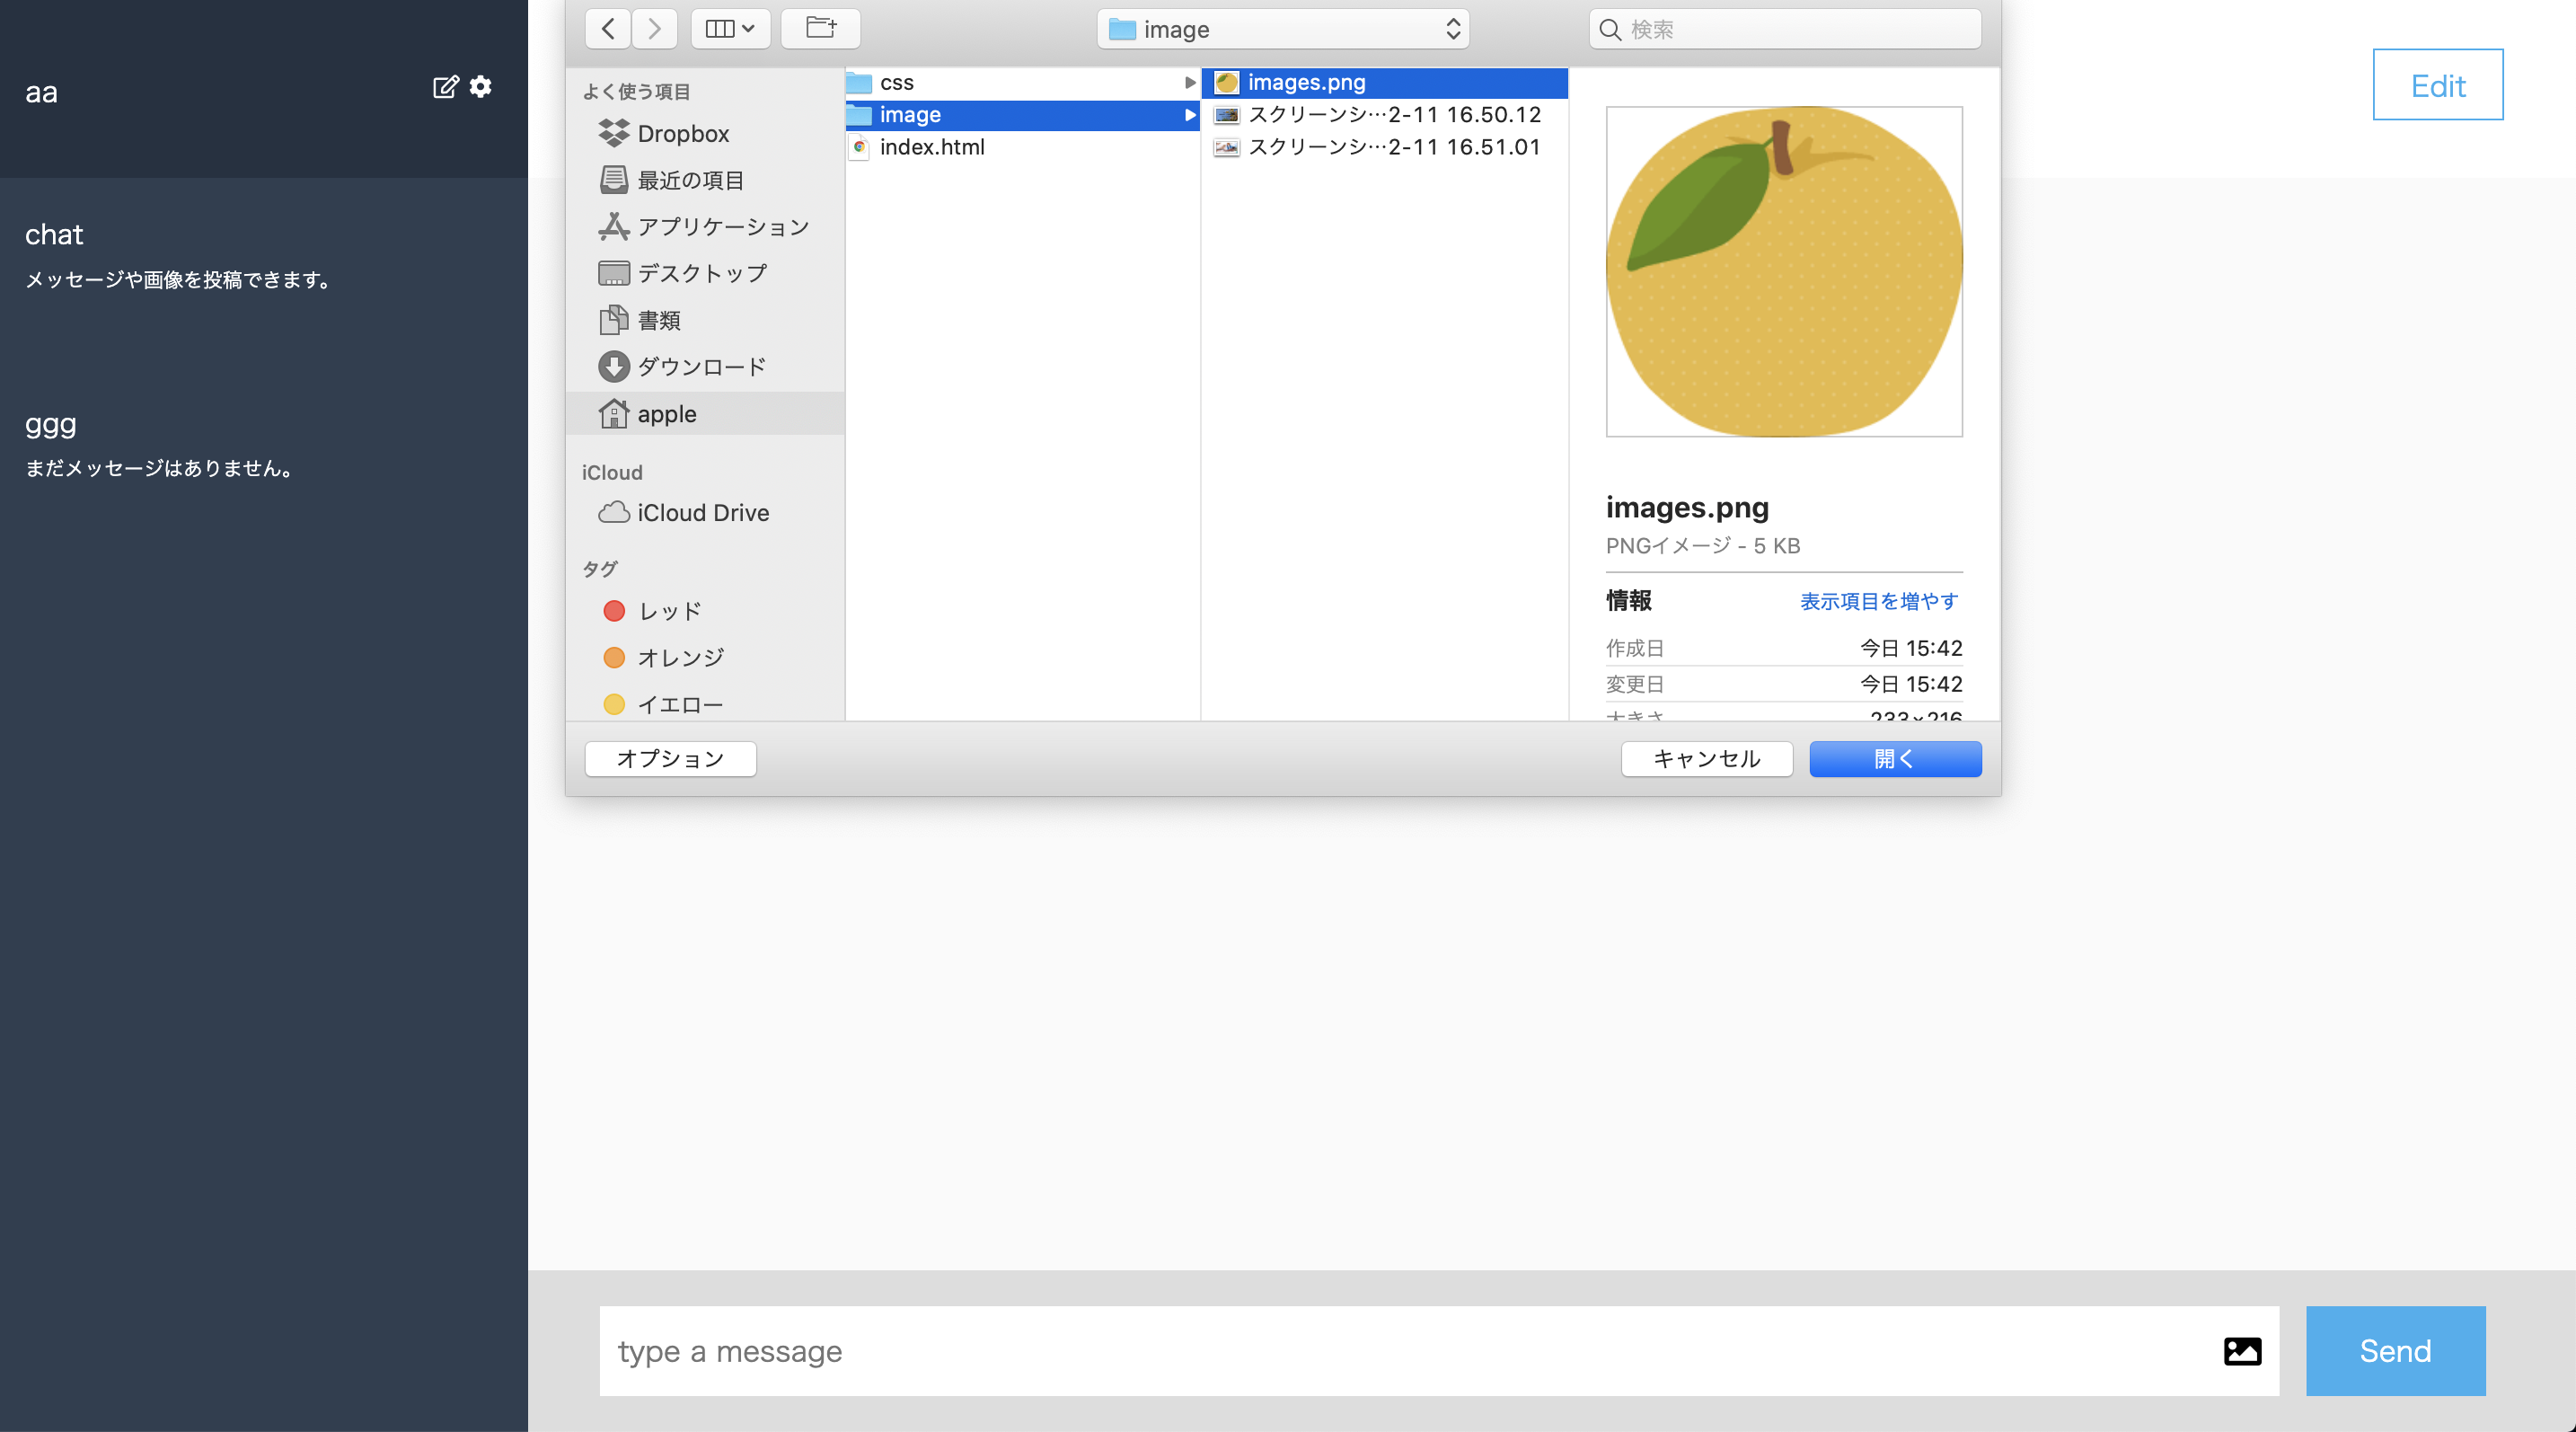 aa
chat
メッセージや画像を投稿できます。
ggg
まだメッセージはありません。
image
検索
よく使う項目
Dropbox
最近の項目
アプリケーション
デスクトップ
書類
ダウンロード
apple
iCloud
iCloud Drive
タグ
レッド
オレンジ
イエロー
css
image
index.html
images.png
スクリーンシ…2-11 16.50.12
スクリーンシ…2-11 16.51.01
images.png
PNGイメージ - 5 KB
情報 表示項目を増やす
作成日 今日 15:42
変更日 今日 15:42
大きさ 233×216
オプション
キャンセル
開く
Edit
type a message
Send